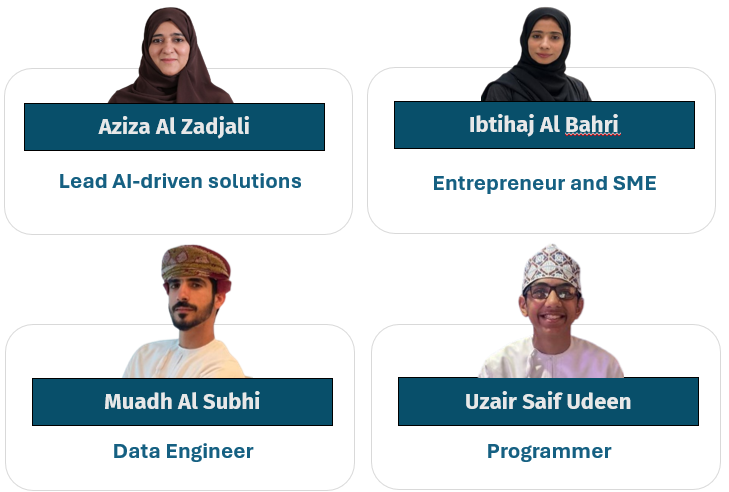 Aziza Al Zadjali
Lead AI-driven solutions
Ibtihaj Al Bahri
Entrepreneur and SME
Muadh Al Subhi
Data Engineer
Uzair Saif Udeen
Programmer